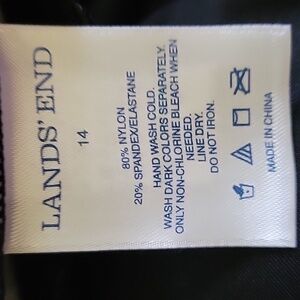 LANDS' END
14
80% NYLON
20% SPANDEX/ELASTANE
HAND WASH COLD.
WASH DARK COLORS SEPARATELY.
ONLY NON-CHLORINE BLEACH WHEN
NEEDED.
LINE DRY.
DO NOT IRON.
MADE IN CHINA